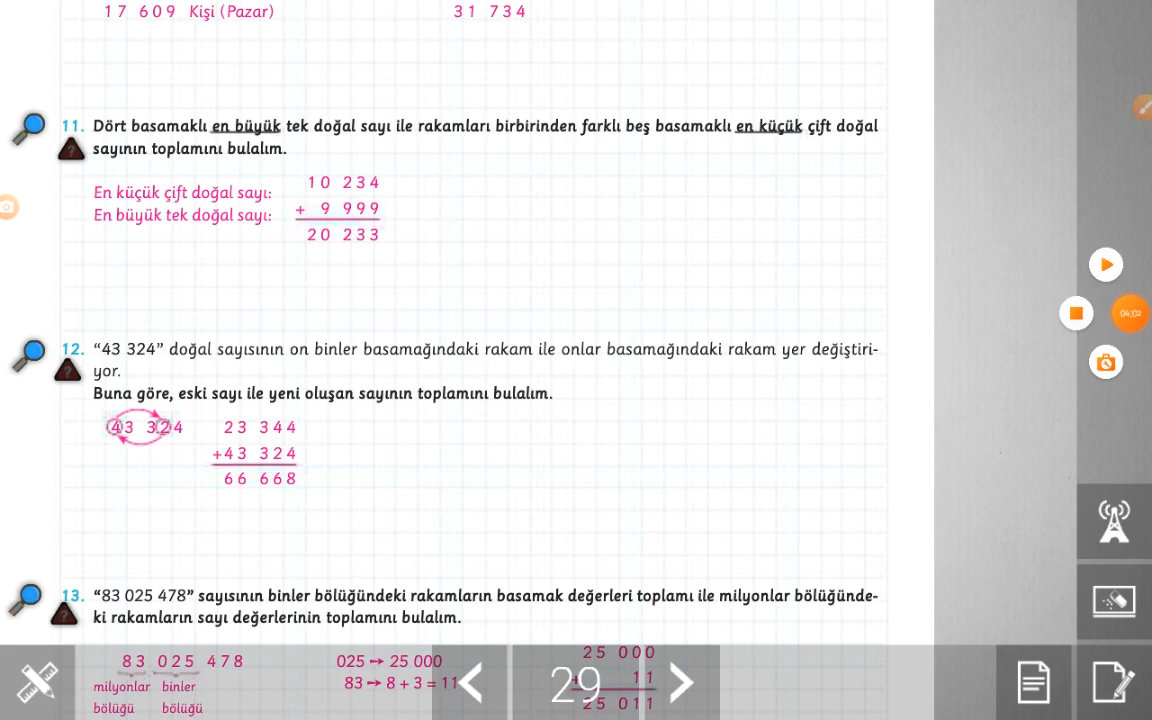 17 609 Kişi (Pazar)
31 734
11. Dört basamaklı en büyük tek doğal sayı ile rakamları birbirinden farklı beş basamaklı en küçük çift doğal
sayının toplamını bulalım.
En küçük çift doğal sayı: 10 234
En büyük tek doğal sayı: + 9 999
20 233
12. “43 324” doğal sayısının on binler basamağındaki rakam ile onlar basamağındaki rakam yer değiştiri-
yor.
Buna göre, eski sayı ile yeni oluşan sayının toplamını bulalım.
43 324 23 344
+43 324
66 668
13. “83 025 478” sayısının binler bölüğündeki rakamların basamak değerleri toplamı ile milyonlar bölüğünde-
ki rakamların sayı değerlerinin toplamını bulalım.
83 025 478 025 → 25 000 25 000
83 → 8 + 3 = 11 + 11
milyonlar binler
bölüğü bölüğü 25 011
29
04:02